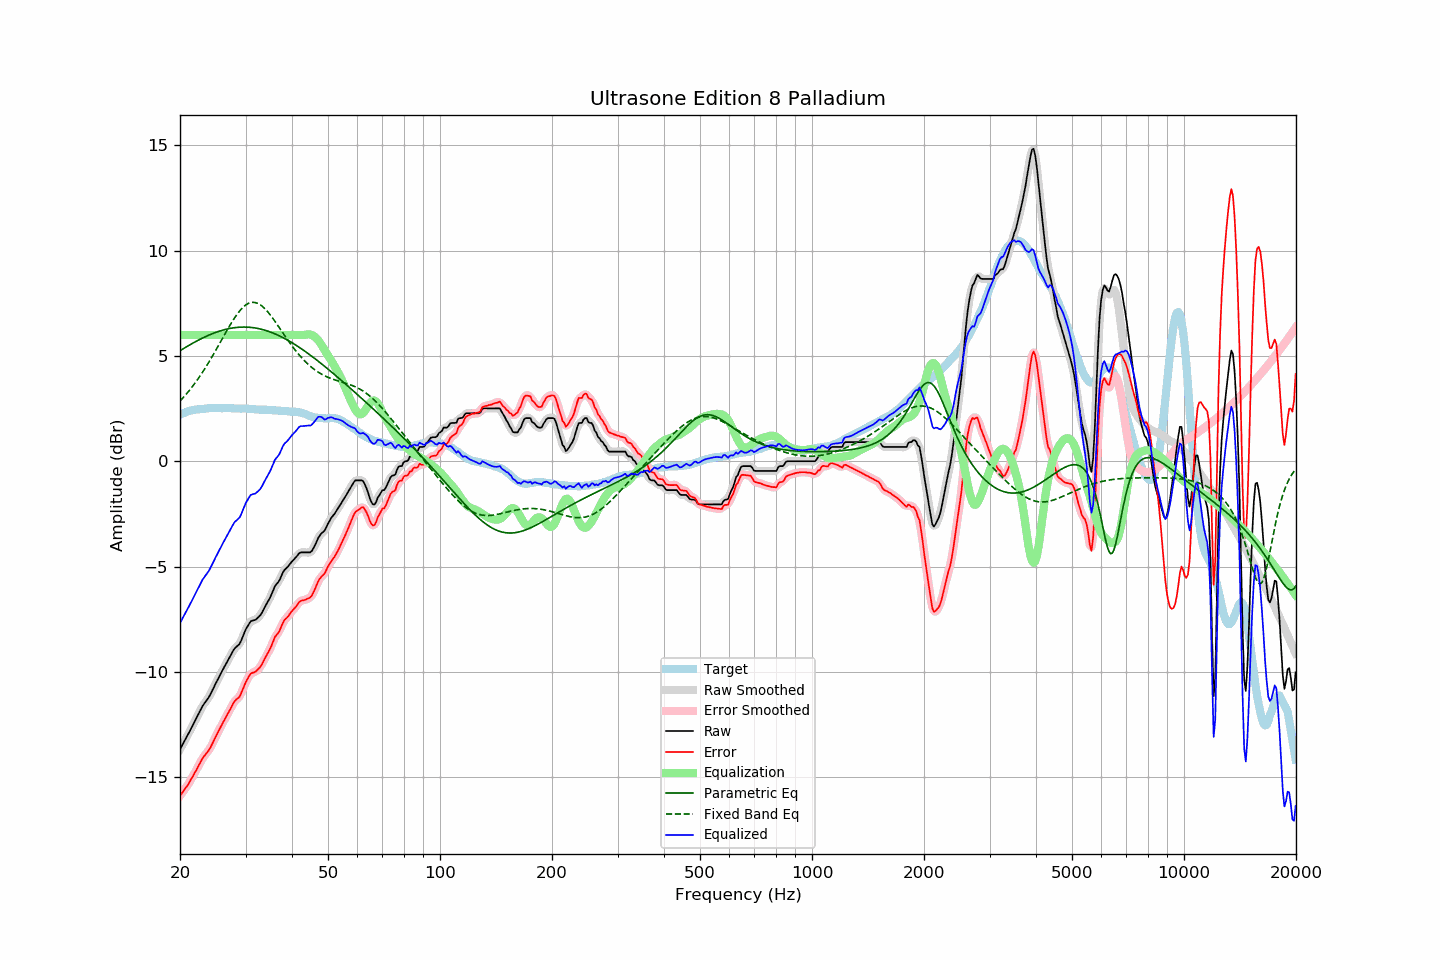 Ultrasone Edition 8 Palladium
15
10
5
0
−5
−10
−15
Amplitude (dBr)
Target
Raw Smoothed
Error Smoothed
Raw
Error
Equalization
Parametric Eq
Fixed Band Eq
Equalized
20 50 100 200 500 1000 2000 5000 10000 20000
Frequency (Hz)